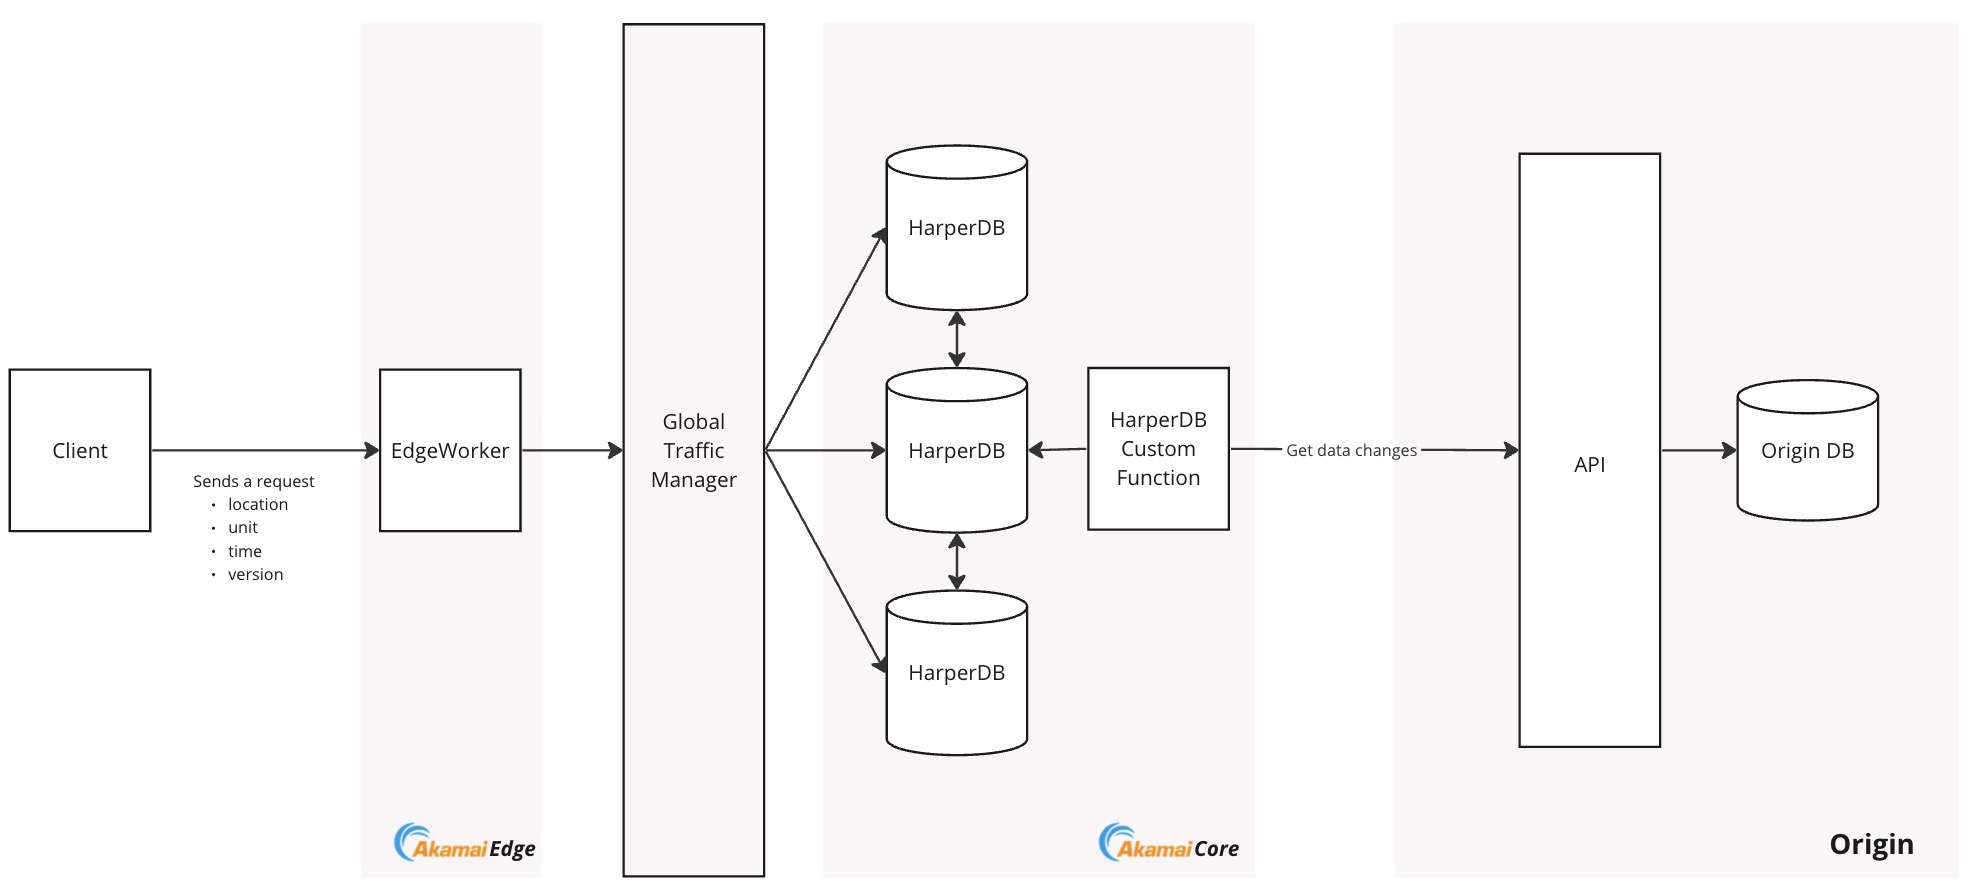 Client
Sends a request
· location
· unit
· time
· version
EdgeWorker
Akamai Edge
Global
Traffic
Manager
HarperDB
HarperDB
HarperDB
HarperDB
Custom
Function
Akamai Core
Get data changes
API
Origin DB
Origin